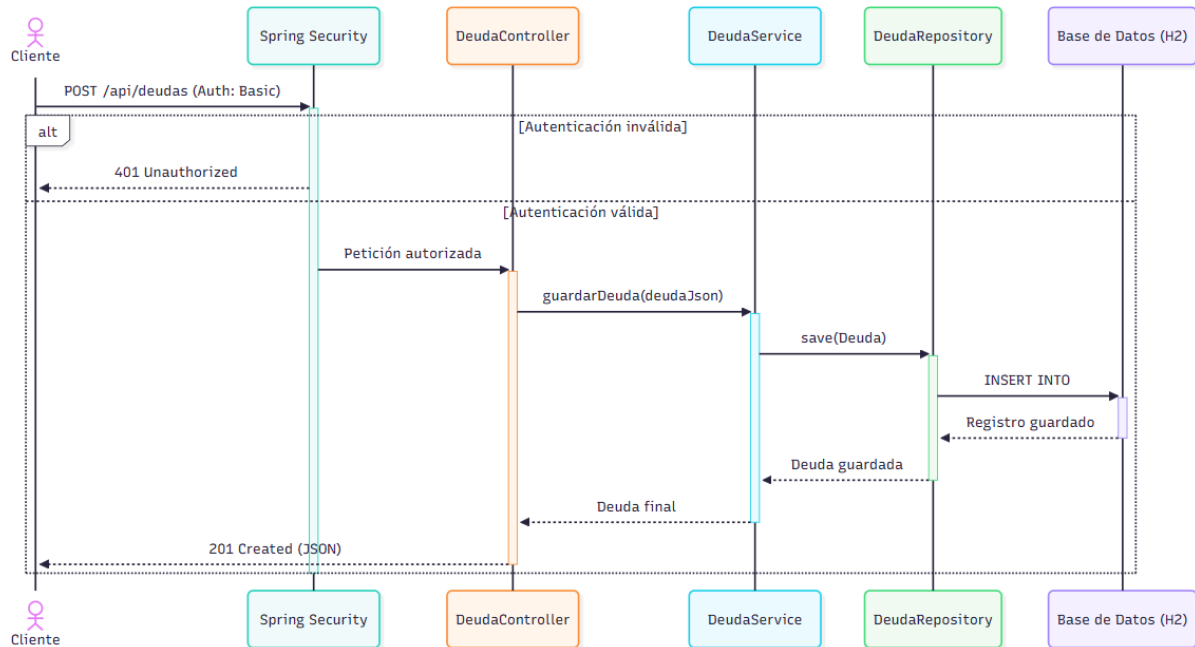 Cliente
Spring Security
DeudaController
DeudaService
DeudaRepository
Base de Datos (H2)
POST /api/deudas (Auth: Basic)
alt
[Autenticación inválida]
401 Unauthorized
[Autenticación válida]
Petición autorizada
guardarDeuda(deudaJson)
save(Deuda)
INSERT INTO
Registro guardado
Deuda guardada
Deuda final
201 Created (JSON)
Cliente
Spring Security
DeudaController
DeudaService
DeudaRepository
Base de Datos (H2)